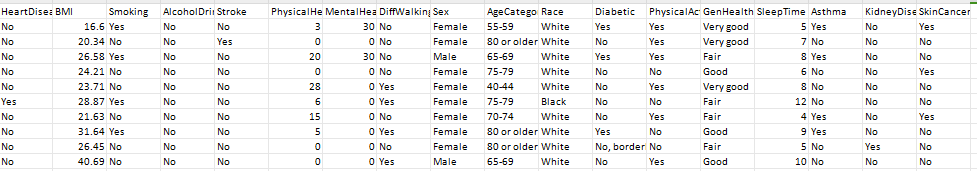 HeartDisea BMI Smoking AlcoholDri Stroke PhysicalHe MentalHea DiffWalking Sex AgeCatego Race Diabetic PhysicalAc GenHealth SleepTime Asthma KidneyDise SkinCancer
No 16.6 Yes No No 3 30 No Female 55-59 White Yes Yes Very good 5 Yes No Yes
No 20.34 No No Yes 0 0 No Female 80 or older White No Yes Very good 7 No No No
No 26.58 Yes No No 20 30 No Male 65-69 White Yes Yes Fair 8 Yes No No
No 24.21 No No No 0 0 No Female 75-79 White No No Good 6 No No Yes
No 23.71 No No No 28 0 Yes Female 40-44 White No Yes Very good 8 No No No
Yes 28.87 Yes No No 6 0 Yes Female 75-79 Black No No Fair 12 No No No
No 21.63 No No No 15 0 No Female 70-74 White No Yes Fair 4 Yes No Yes
No 31.64 Yes No No 5 0 Yes Female 80 or older White Yes No Good 9 Yes No No
No 26.45 No No No 0 0 No Female 80 or older White No, border No Fair 5 No Yes No
No 40.69 No No No 0 0 Yes Male 65-69 White No Yes Good 10 No No No